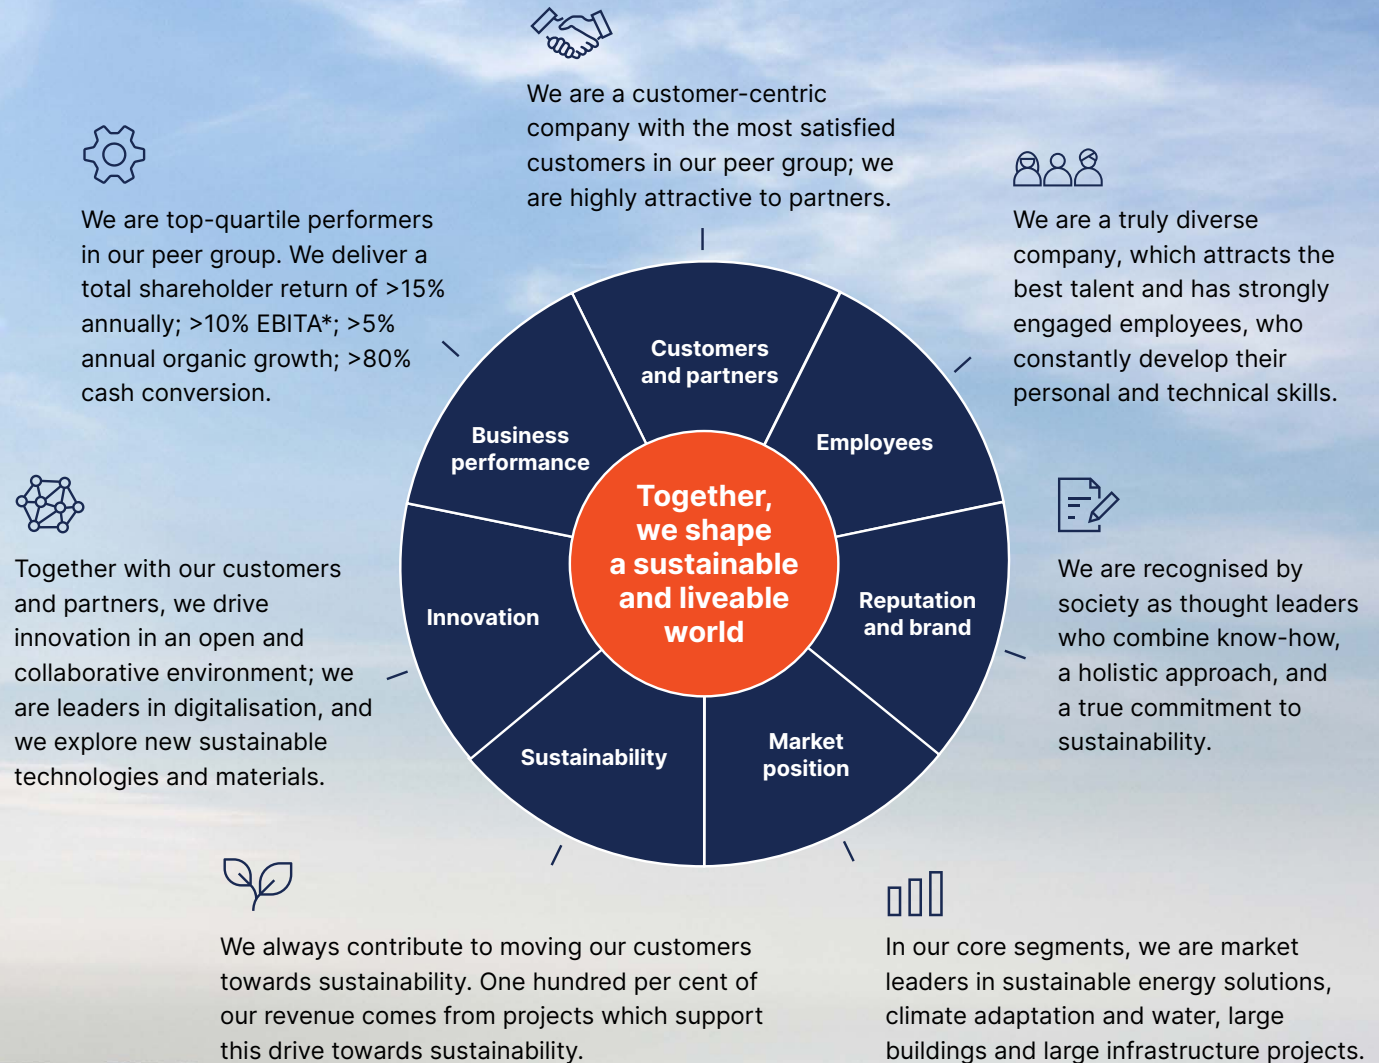 We are a customer-centric
company with the most satisfied
customers in our peer group; we
are highly attractive to partners.
We are top-quartile performers
in our peer group. We deliver a
total shareholder return of >15%
annually; >10% EBITA*; >5%
annual organic growth; >80%
cash conversion.
We are a truly diverse
company, which attracts the
best talent and has strongly
engaged employees, who
constantly develop their
personal and technical skills.
Customers
and partners
Business
performance
Employees
Together,
we shape
a sustainable
and liveable
world
Innovation
Reputation
and brand
Sustainability
Market
position
Together with our customers
and partners, we drive
innovation in an open and
collaborative environment; we
are leaders in digitalisation, and
we explore new sustainable
technologies and materials.
We are recognised by
society as thought leaders
who combine know-how,
a holistic approach, and
a true commitment to
sustainability.
We always contribute to moving our customers
towards sustainability. One hundred per cent of
our revenue comes from projects which support
this drive towards sustainability.
In our core segments, we are market
leaders in sustainable energy solutions,
climate adaptation and water, large
buildings and large infrastructure projects.